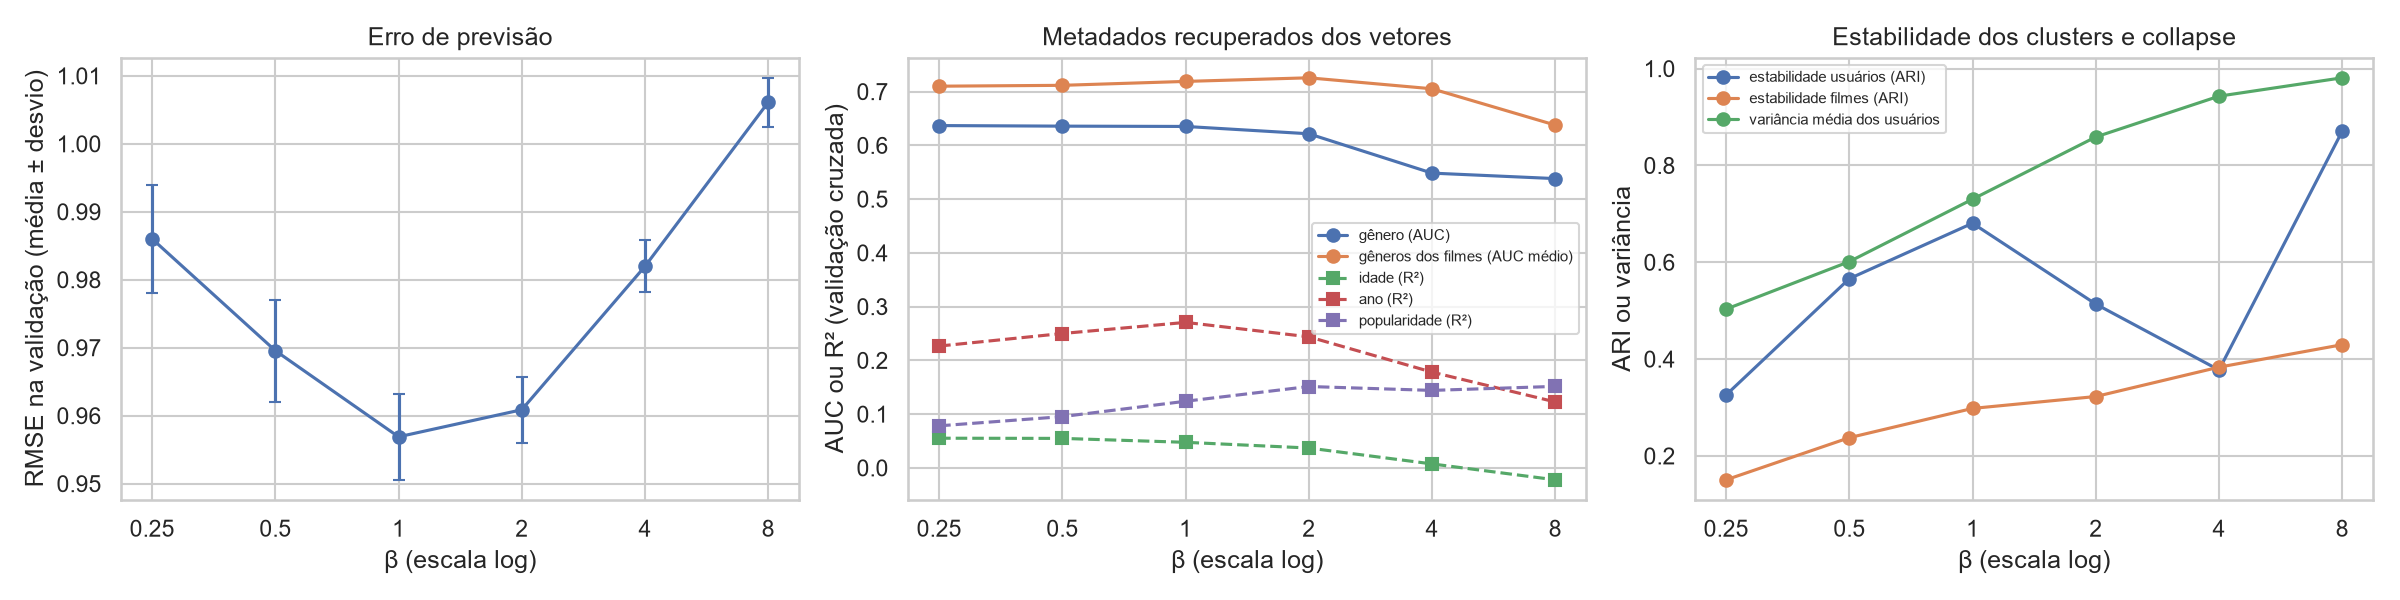 Erro de previsão
RMSE na validação (média ± desvio)
1.01
1.00
0.99
0.98
0.97
0.96
0.95
0.25 0.5 1 2 4 8
β (escala log)
Metadados recuperados dos vetores
AUC ou R² (validação cruzada)
0.7
0.6
0.5
0.4
0.3
0.2
0.1
0.0
gênero (AUC)
gêneros dos filmes (AUC médio)
idade (R²)
ano (R²)
popularidade (R²)
0.25 0.5 1 2 4 8
β (escala log)
Estabilidade dos clusters e collapse
ARI ou variância
1.0
0.8
0.6
0.4
0.2
estabilidade usuários (ARI)
estabilidade filmes (ARI)
variância média dos usuários
0.25 0.5 1 2 4 8
β (escala log)